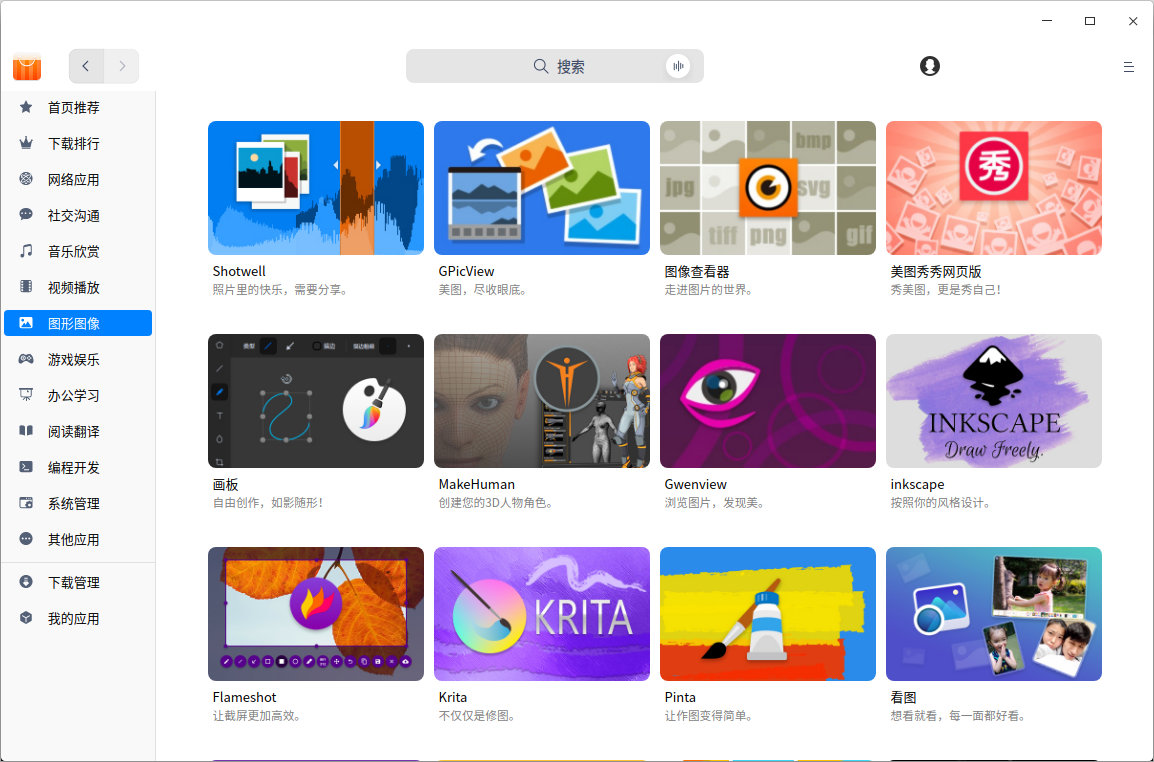 搜索
首页推荐
下载排行
网络应用
社交沟通
音乐欣赏
视频播放
图形图像
游戏娱乐
办公学习
阅读翻译
编程开发
系统管理
其他应用
下载管理
我的应用
bmp
jpg
svg
tiff
png
gif
秀
Shotwell
照片里的快乐，需要分享。
GPicView
美图，尽收眼底。
图像查看器
走进图片的世界。
美图秀秀网页版
秀美图，更是秀自己！
类型
描边
INKSCAPE
Draw Freely.
画板
自由创作，如影随形！
MakeHuman
创建您的3D人物角色。
Gwenview
浏览图片，发现美。
inkscape
按照你的风格设计。
KRITA
Flameshot
让截屏更加高效。
Krita
不仅仅是修图。
Pinta
让作图变得简单。
看图
想看就看，每一面都好看。